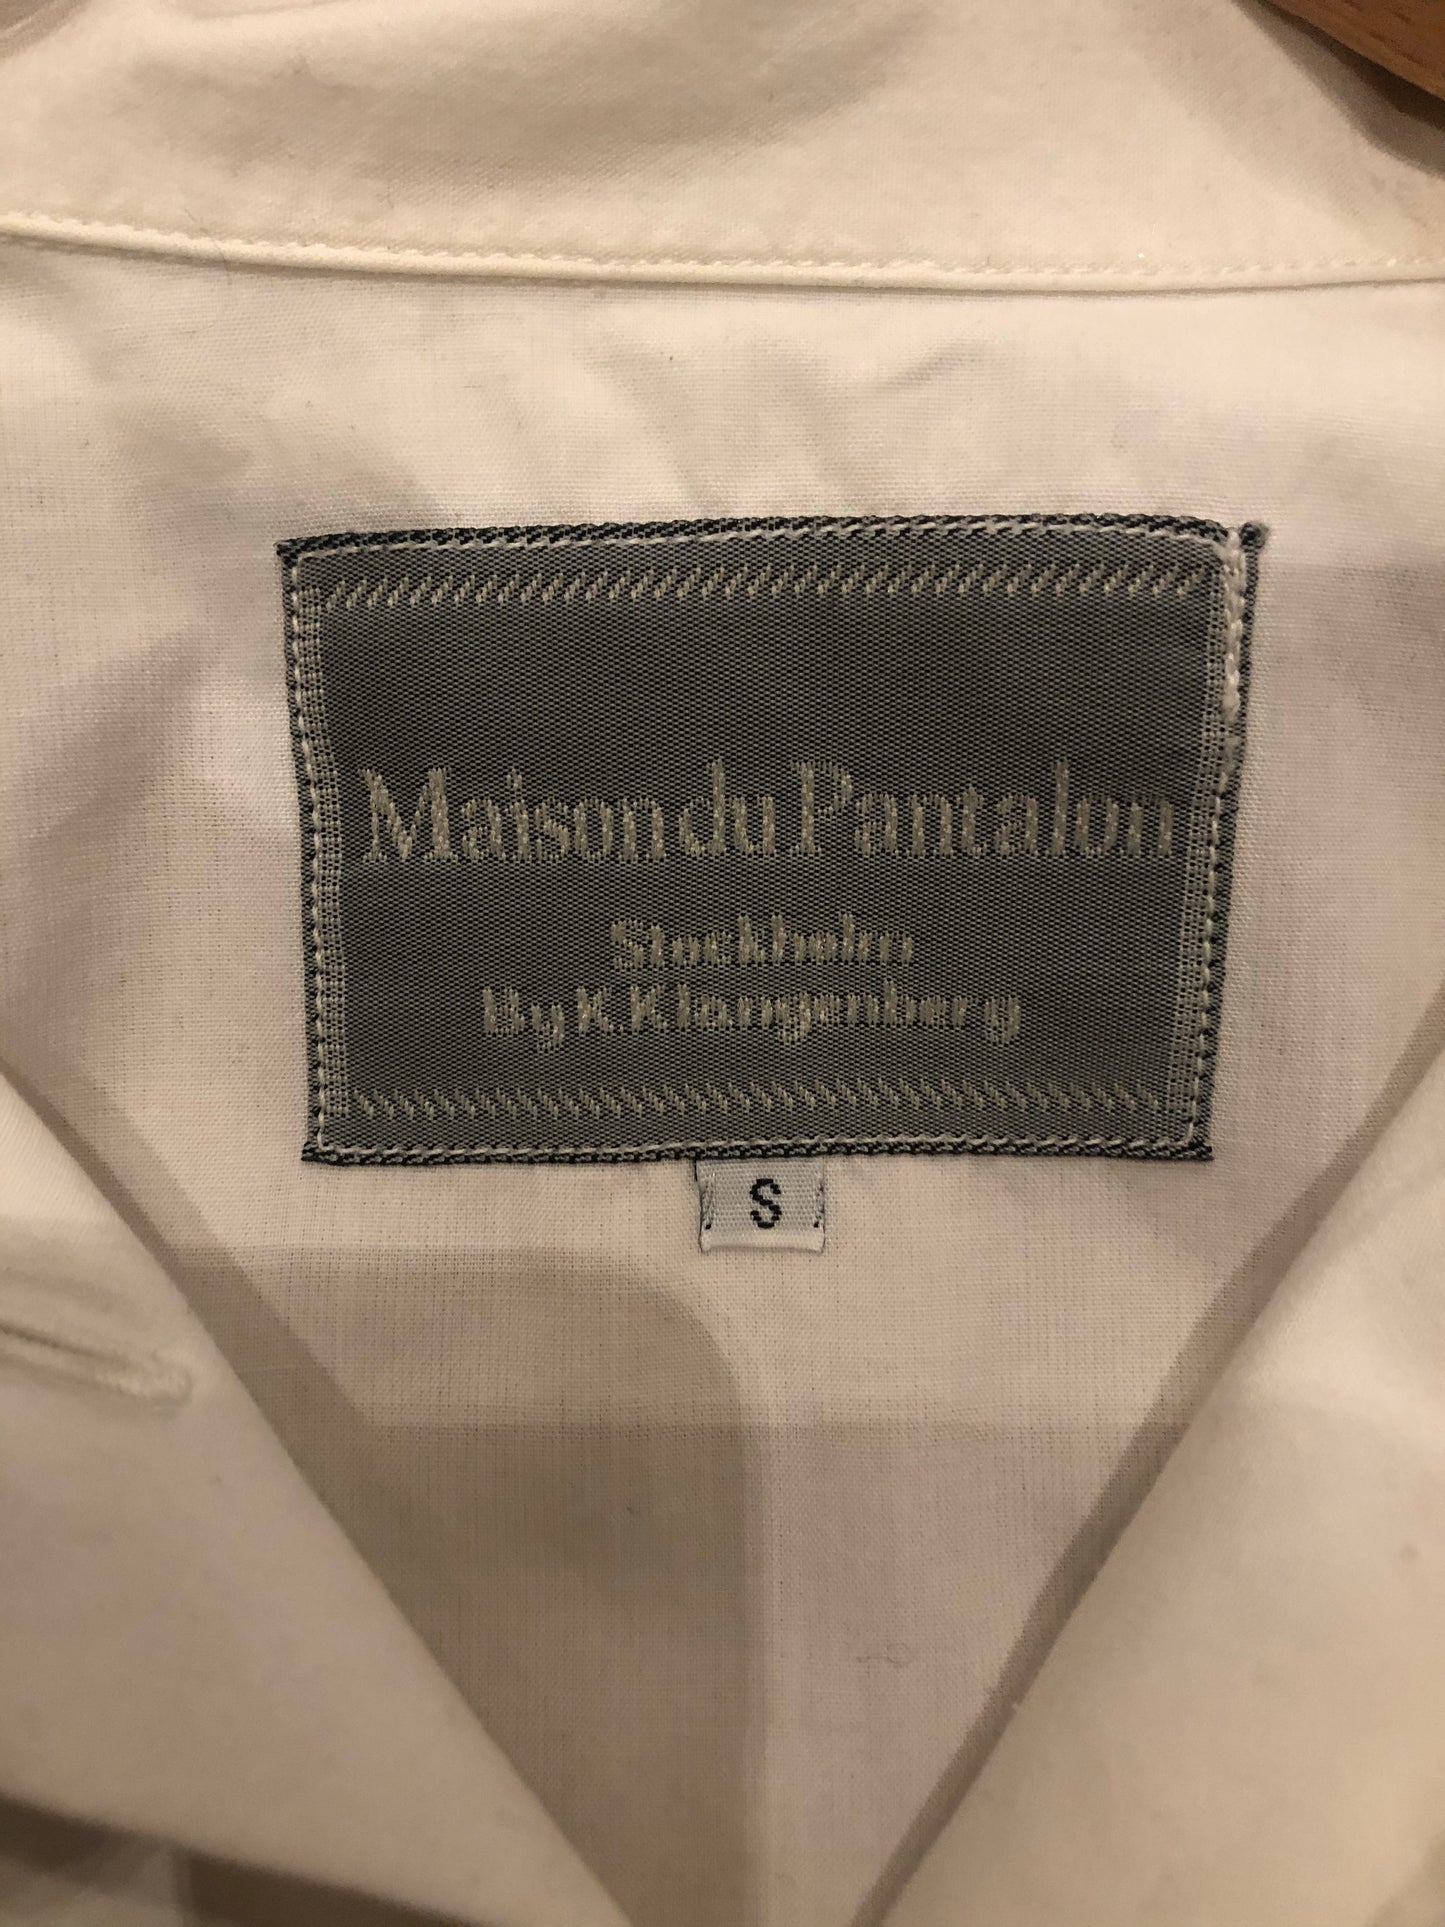 Maison du Pantalon
Stockholm
By K.Klangenberg
S